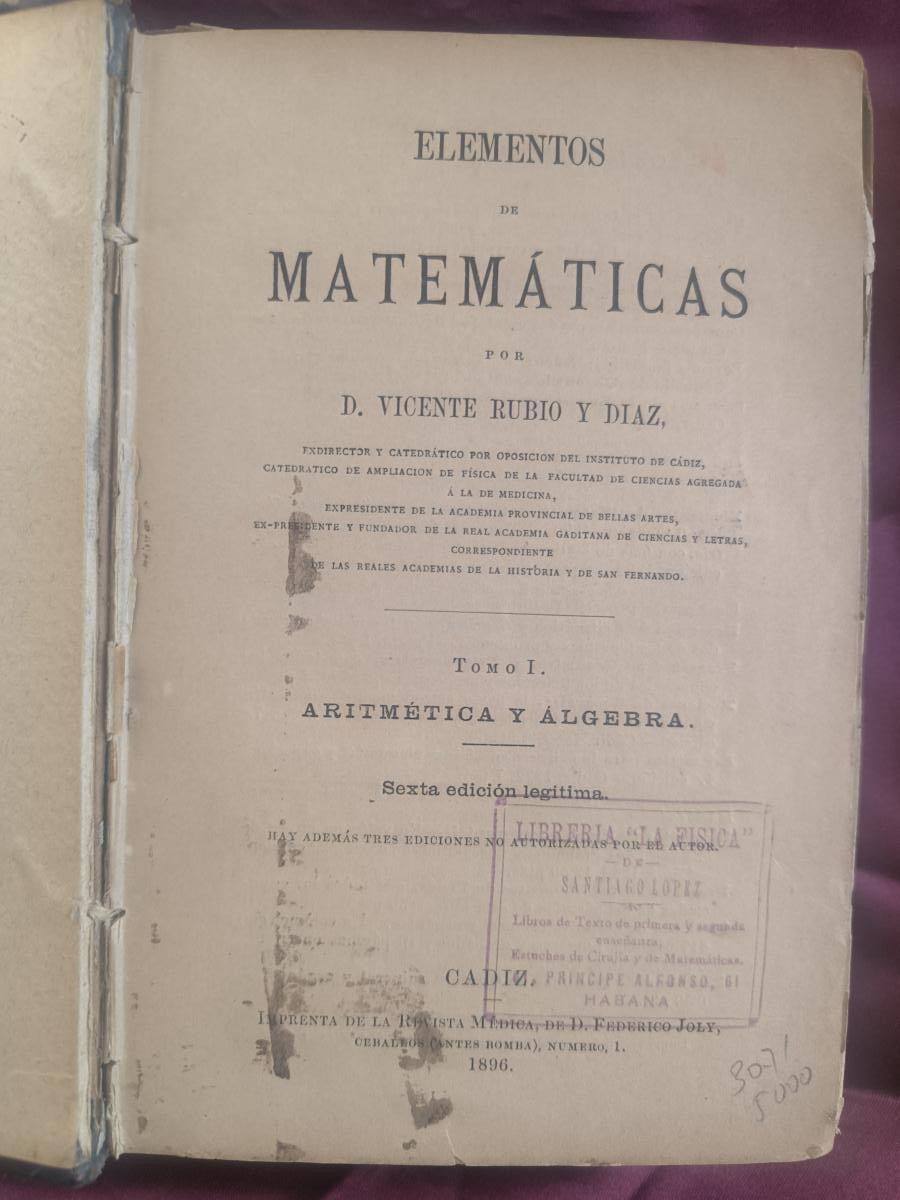 ELEMENTOS
DE
MATEMÁTICAS
POR
D. VICENTE RUBIO Y DIAZ,
EXDIRECTOR Y CATEDRÁTICO POR OPOSICIÓN DEL INSTITUTO DE CÁDIZ,
CATEDRATICO DE AMPLIACION DE FÍSICA DE LA FACULTAD DE CIENCIAS AGREGADA
Á LA DE MEDICINA,
EXPRESIDENTE DE LA ACADEMIA PROVINCIAL DE BELLAS ARTES,
EX-PRESIDENTE Y FUNDADOR DE LA REAL ACADEMIA GADITANA DE CIENCIAS Y LETRAS,
CORRESPONDIENTE
DE LAS REALES ACADEMIAS DE LA HISTORIA Y DE SAN FERNANDO.
TOMO I.
ARITMÉTICA Y ÁLGEBRA.
Sexta edición legitima.
HAY ADEMÁS TRES EDICIONES NO AUTORIZADAS POR EL AUTOR.
LIBRERIA "LA FISICA"
—DE—
SANTIAGO LOPEZ
Libros de Texto de primera y segunda
enseñanza,
Estuches de Cirujía y de Matemáticas.
PRINCIPE ALFONSO, 61
HABANA
CADIZ.
IMPRENTA DE LA REVISTA MÉDICA, DE D. FEDERICO JOLY,
CEBALLOS (ANTES BOMBA), NUMERO, 1.
1896.
5000